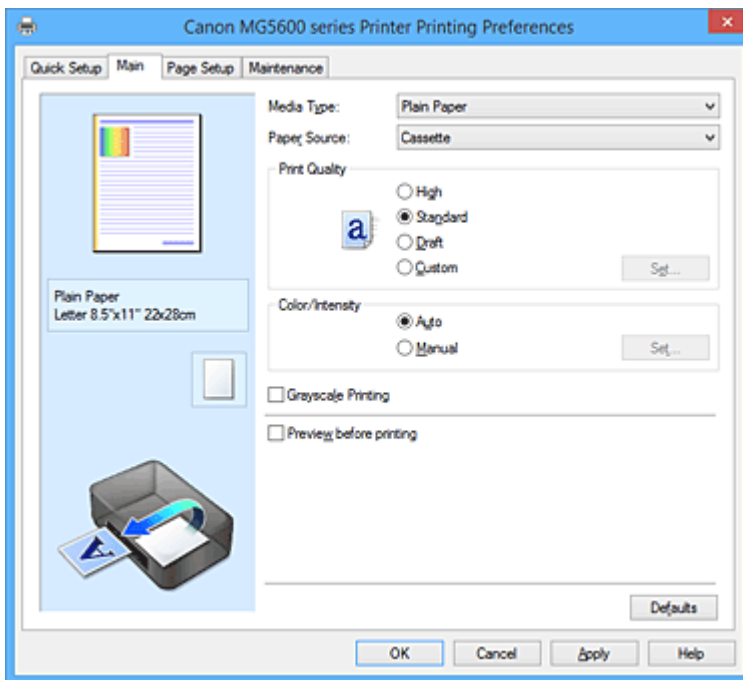 Canon MG5600 series Printer Printing Preferences
Quick Setup Main Page Setup Maintenance
Media Type: Plain Paper
Paper Source: Cassette
Print Quality
High
a Standard
Draft
Custom Set...
Plain Paper
Letter 8.5"x11" 22x28cm
Color/Intensity
Auto
Manual Set...
Grayscale Printing
Preview before printing
A
Defaults
OK Cancel Apply Help